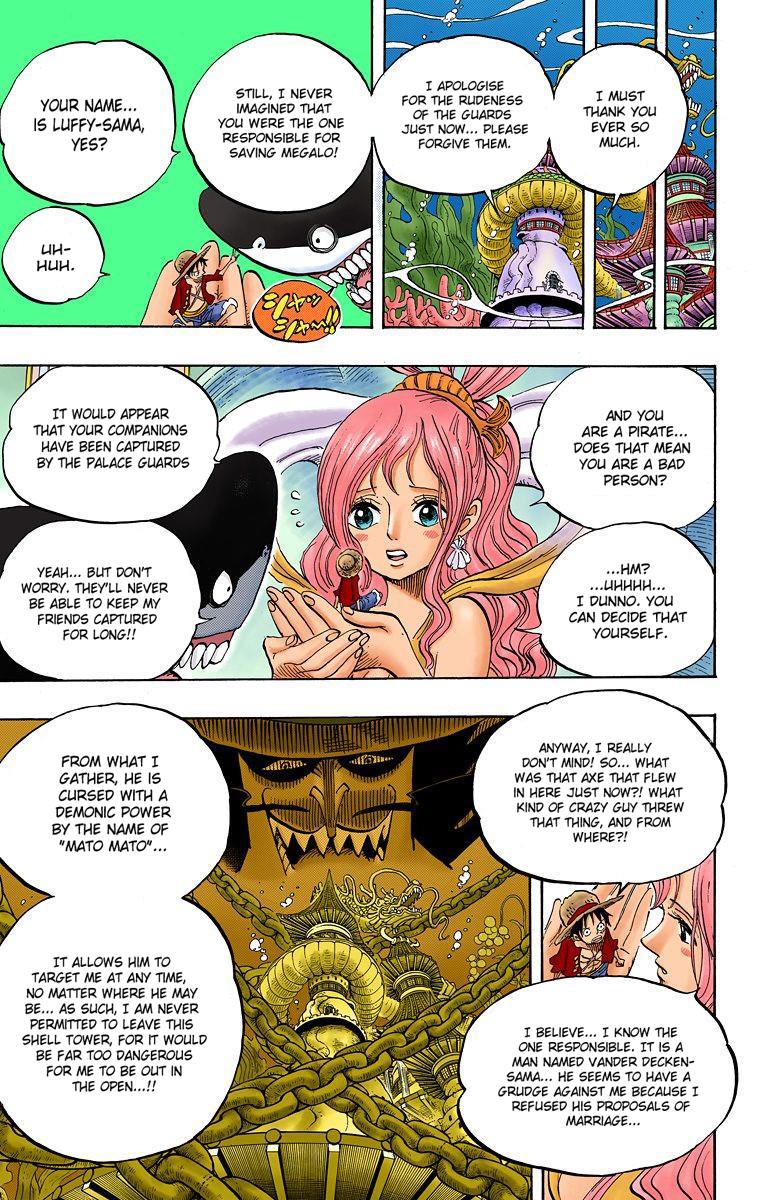 I MUST
THANK YOU
EVER SO
MUCH.
I APOLOGISE
FOR THE RUDENESS
OF THE GUARDS
JUST NOW... PLEASE
FORGIVE THEM.
STILL, I NEVER
IMAGINED THAT
YOU WERE THE ONE
RESPONSIBLE FOR
SAVING MEGALO!
シャッ
シャ〜!!
YOUR NAME...
IS LUFFY-SAMA,
YES?
UH-
HUH.
AND YOU
ARE A PIRATE...
DOES THAT MEAN
YOU ARE A BAD
PERSON?
...HM?
...UHHHH...
I DUNNO. YOU
CAN DECIDE THAT
YOURSELF.
IT WOULD APPEAR
THAT YOUR COMPANIONS
HAVE BEEN CAPTURED
BY THE PALACE GUARDS
YEAH... BUT DON'T
WORRY. THEY'LL NEVER
BE ABLE TO KEEP MY
FRIENDS CAPTURED
FOR LONG!!
ANYWAY, I REALLY
DON'T MIND! SO... WHAT
WAS THAT AXE THAT FLEW
IN HERE JUST NOW?! WHAT
KIND OF CRAZY GUY THREW
THAT THING, AND FROM
WHERE?!
I BELIEVE... I KNOW THE
ONE RESPONSIBLE. IT IS A
MAN NAMED VANDER DECKEN-
SAMA... HE SEEMS TO HAVE A
GRUDGE AGAINST ME BECAUSE I
REFUSED HIS PROPOSALS OF
MARRIAGE...
FROM WHAT I
GATHER, HE IS
CURSED WITH A
DEMONIC POWER
BY THE NAME OF
"MATO MATO"...
IT ALLOWS HIM TO
TARGET ME AT ANY TIME,
NO MATTER WHERE HE MAY
BE... AS SUCH, I AM NEVER
PERMITTED TO LEAVE THIS
SHELL TOWER, FOR IT WOULD
BE FAR TOO DANGEROUS
FOR ME TO BE OUT IN
THE OPEN...!!